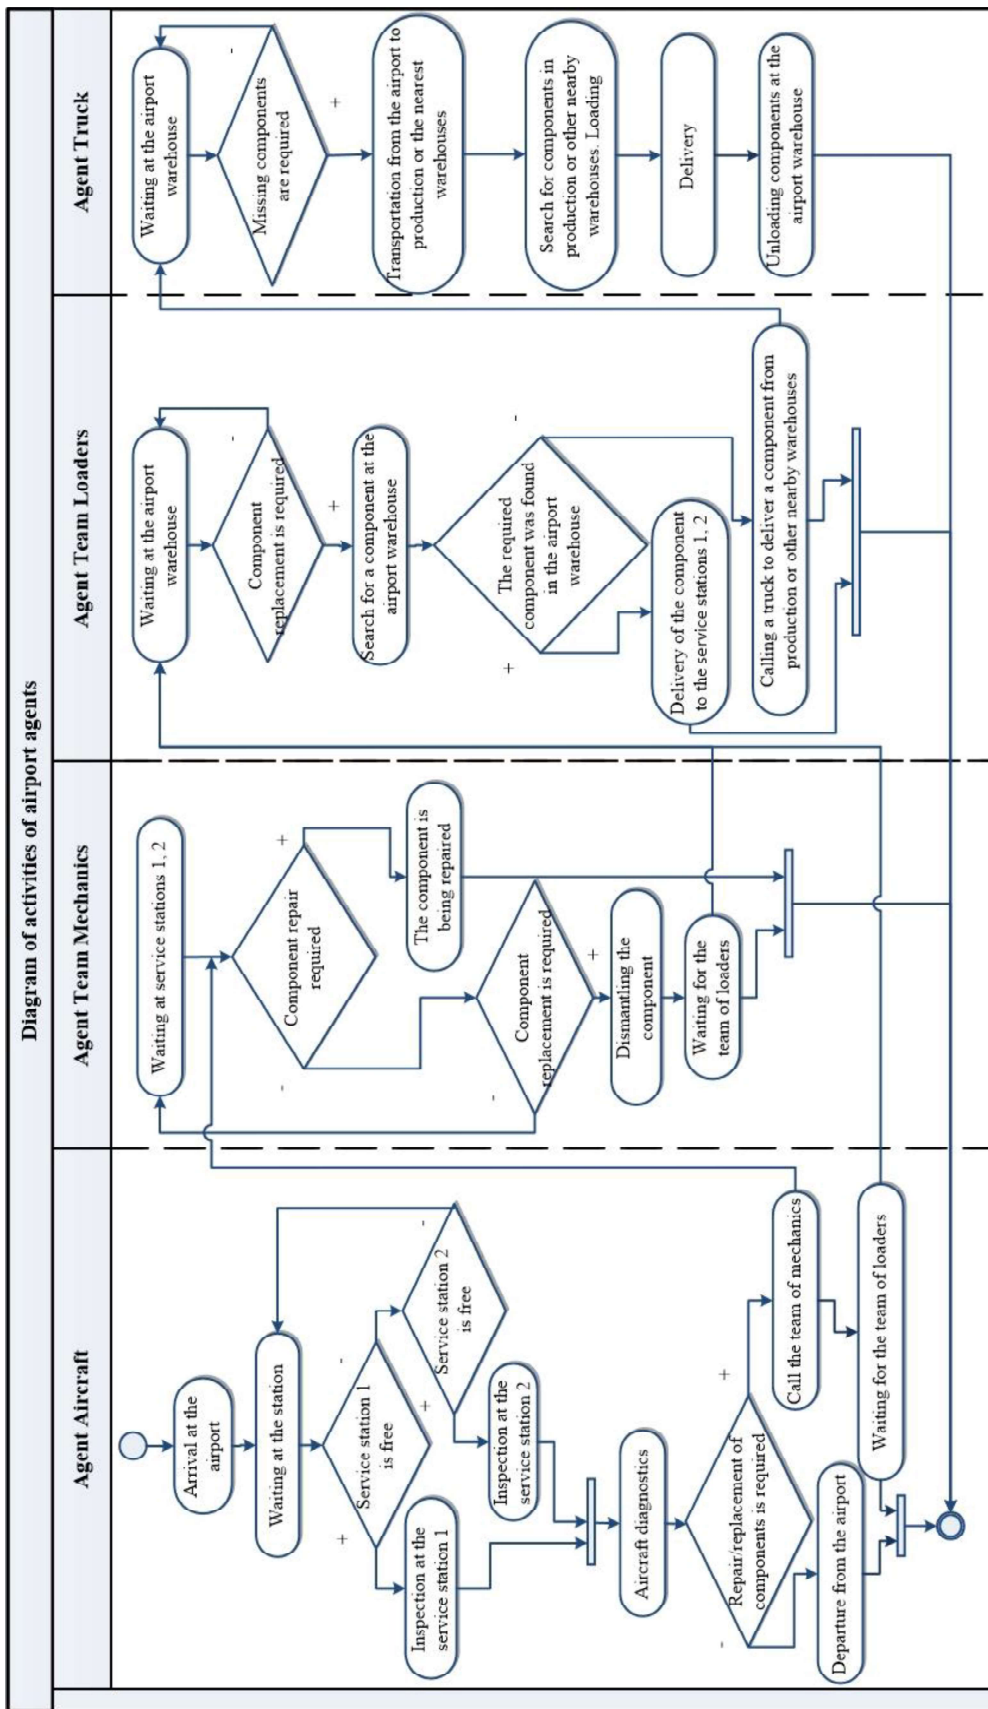 Diagram of activities of airport agents
Agent Aircraft
Agent Team Mechanics
Agent Team Loaders
Agent Truck
Arrival at the
airport
Waiting at the station
Service station 1
is free
-
+
Service station 2
is free
-
+
Inspection at the
service station 1
Inspection at the
service station 2
Aircraft diagnostics
Repair/replacement of
components is required
-
+
Departure from the airport
Call the team of mechanics
Waiting for the team of loaders
Waiting at service stations 1, 2
Component repair
required
-
+
The component is
being repaired
Component
replacement is required
-
+
Dismantling the
component
Waiting for the
team of loaders
Waiting at the airport
warehouse
Component
replacement is required
-
+
Search for a component at the
airport warehouse
The required
component was found
in the airport
warehouse
+
-
Delivery of the component
to the service stations 1, 2
Calling a truck to deliver a component from
production or other nearby warehouses
Waiting at the airport
warehouse
Missing components
are required
-
+
Transportation from the airport to
production or the nearest
warehouses
Search for components in
production or other nearby
warehouses. Loading
Delivery
Unloading components at the
airport warehouse